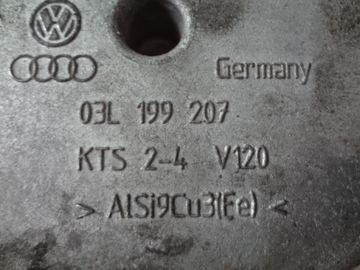 Germany
03L 199 207
KTS 2-4 V120
> AlSi9Cu3(Fe) <